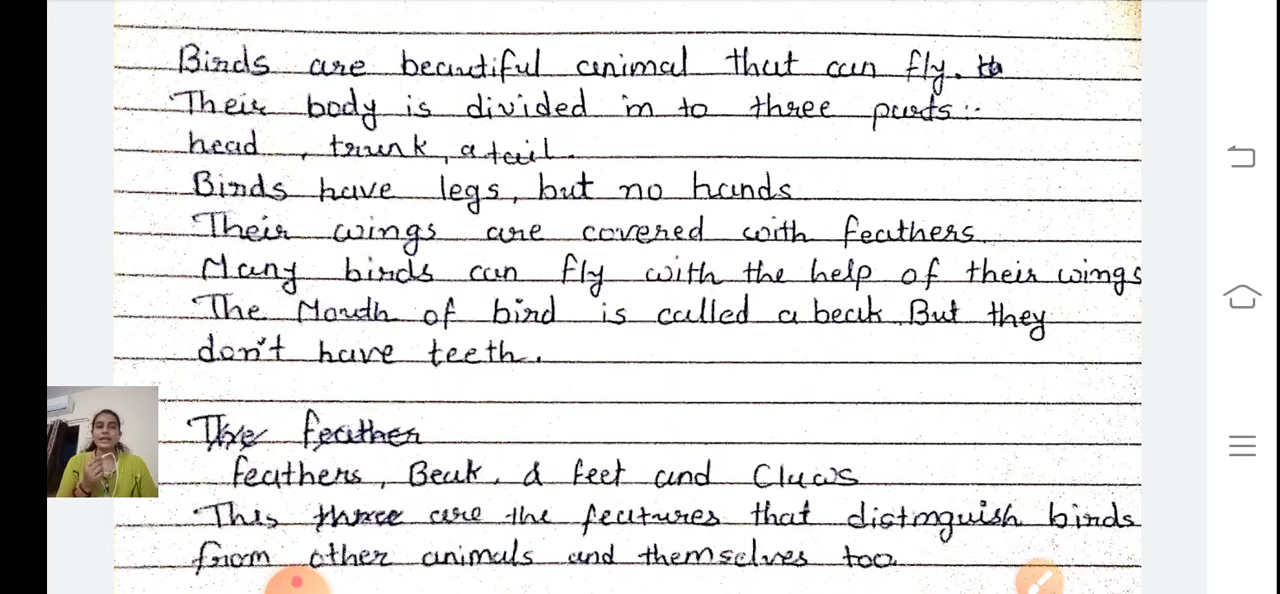 Birds are beautiful animal that can fly.
Their body is divided in to three parts :-
head , trunk, a tail.
Birds have legs, but no hands
Their wings are covered with feathers.
Many birds can fly with the help of their wings
The Mouth of bird is called a beak. But they
don't have teeth.
The feather
feathers, Beak, & feet and Claws
This three are the features that distinguish birds
from other animals and themselves too.